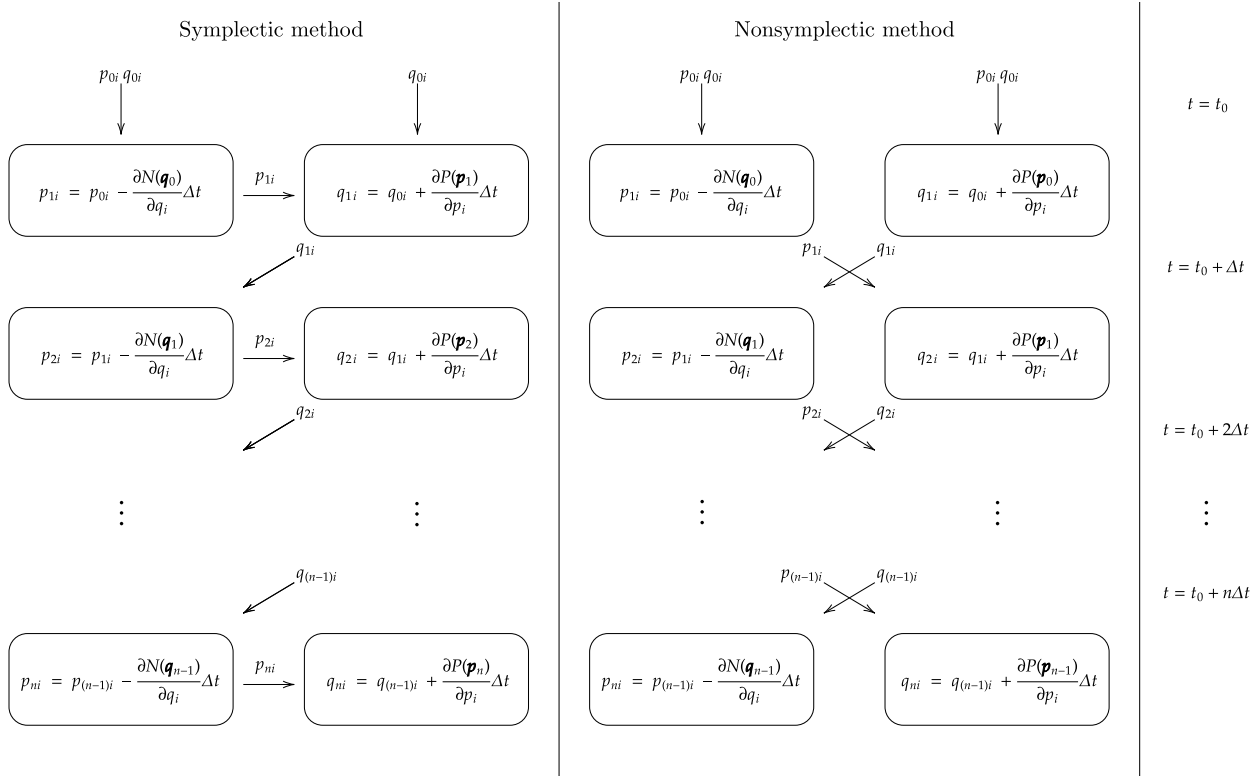 Symplectic method
Nonsymplectic method
p₀ᵢ q₀ᵢ
q₀ᵢ
p₀ᵢ q₀ᵢ
p₀ᵢ q₀ᵢ
t = t₀
p₁ᵢ = p₀ᵢ − ∂N(𝒒₀)/∂qᵢ Δt
p₁ᵢ
q₁ᵢ = q₀ᵢ + ∂P(𝒑₁)/∂pᵢ Δt
p₁ᵢ = p₀ᵢ − ∂N(𝒒₀)/∂qᵢ Δt
q₁ᵢ = q₀ᵢ + ∂P(𝒑₀)/∂pᵢ Δt
q₁ᵢ
p₁ᵢ
q₁ᵢ
t = t₀ + Δt
p₂ᵢ = p₁ᵢ − ∂N(𝒒₁)/∂qᵢ Δt
p₂ᵢ
q₂ᵢ = q₁ᵢ + ∂P(𝒑₂)/∂pᵢ Δt
p₂ᵢ = p₁ᵢ − ∂N(𝒒₁)/∂qᵢ Δt
q₂ᵢ = q₁ᵢ + ∂P(𝒑₁)/∂pᵢ Δt
q₂ᵢ
p₂ᵢ
q₂ᵢ
t = t₀ + 2Δt
⋮
⋮
⋮
⋮
⋮
q₍ₙ₋₁₎ᵢ
p₍ₙ₋₁₎ᵢ
q₍ₙ₋₁₎ᵢ
t = t₀ + nΔt
pₙᵢ = p₍ₙ₋₁₎ᵢ − ∂N(𝒒ₙ₋₁)/∂qᵢ Δt
pₙᵢ
qₙᵢ = q₍ₙ₋₁₎ᵢ + ∂P(𝒑ₙ)/∂pᵢ Δt
pₙᵢ = p₍ₙ₋₁₎ᵢ − ∂N(𝒒ₙ₋₁)/∂qᵢ Δt
qₙᵢ = q₍ₙ₋₁₎ᵢ + ∂P(𝒑ₙ₋₁)/∂pᵢ Δt